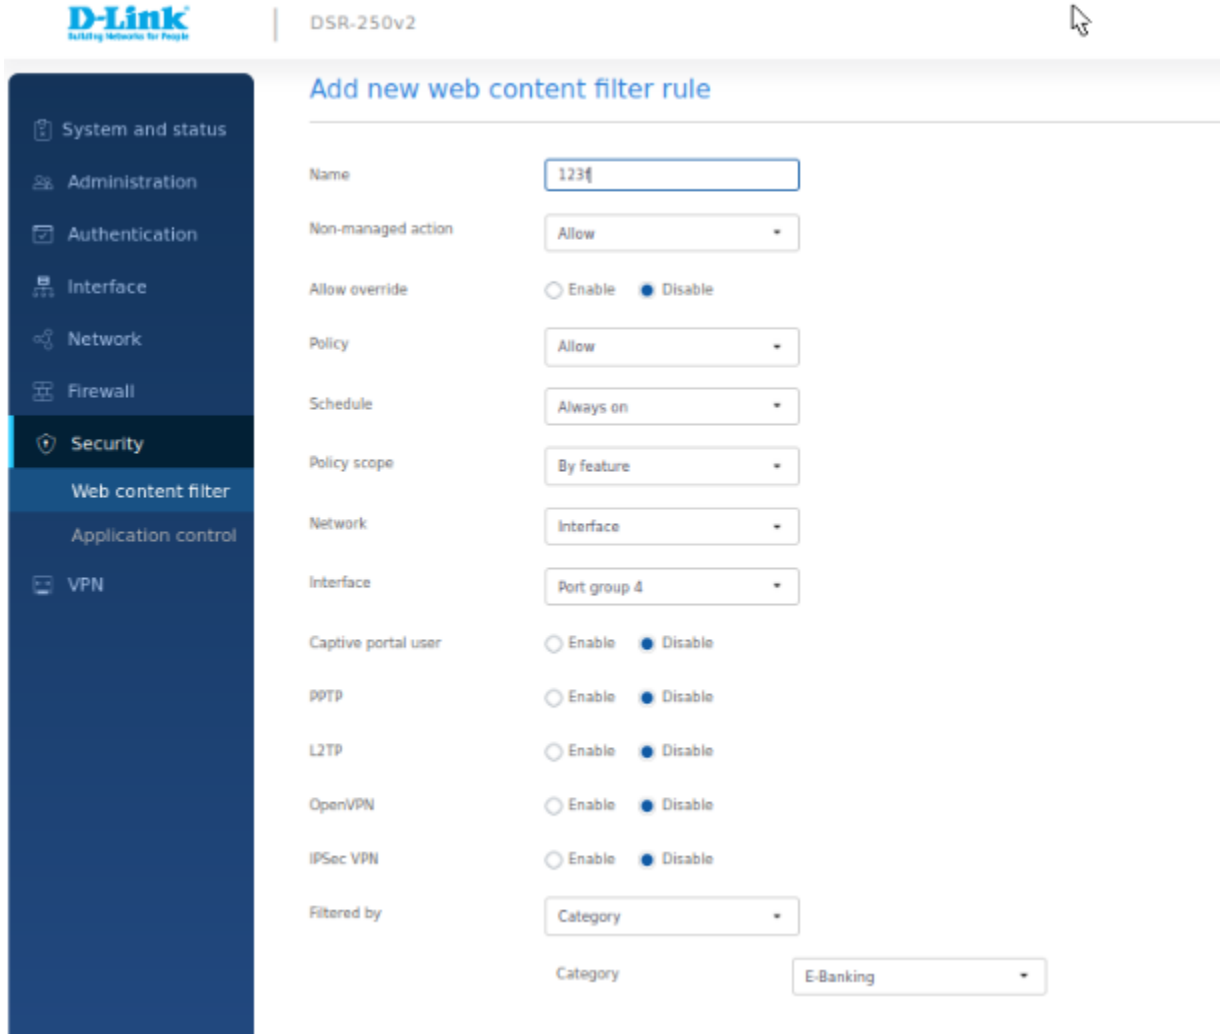 D-Link
Building Networks for People
DSR-250v2
System and status
Administration
Authentication
Interface
Network
Firewall
Security
Web content filter
Application control
VPN
Add new web content filter rule
Name 123f
Non-managed action Allow
Allow override Enable Disable
Policy Allow
Schedule Always on
Policy scope By feature
Network Interface
Interface Port group 4
Captive portal user Enable Disable
PPTP Enable Disable
L2TP Enable Disable
OpenVPN Enable Disable
IPSec VPN Enable Disable
Filtered by Category
Category E-Banking